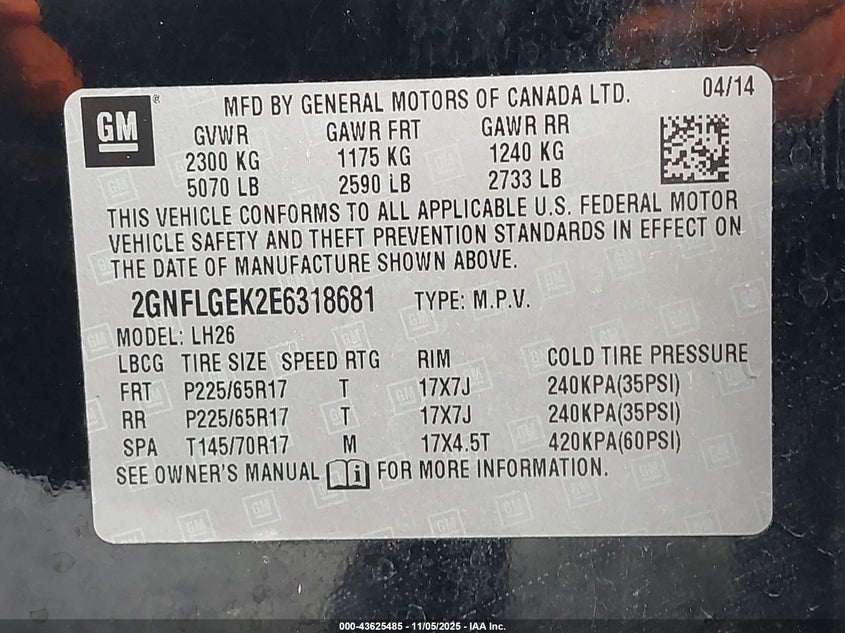 GM ®
MFD BY GENERAL MOTORS OF CANADA LTD. 04/14
GVWR GAWR FRT GAWR RR
2300 KG 1175 KG 1240 KG
5070 LB 2590 LB 2733 LB
THIS VEHICLE CONFORMS TO ALL APPLICABLE U.S. FEDERAL MOTOR
VEHICLE SAFETY AND THEFT PREVENTION STANDARDS IN EFFECT ON
THE DATE OF MANUFACTURE SHOWN ABOVE.
2GNFLGEK2E6318681 TYPE: M.P.V.
MODEL: LH26
LBCG TIRE SIZE SPEED RTG RIM COLD TIRE PRESSURE
FRT P225/65R17 T 17X7J 240KPA(35PSI)
RR P225/65R17 T 17X7J 240KPA(35PSI)
SPA T145/70R17 M 17X4.5T 420KPA(60PSI)
SEE OWNER'S MANUAL i FOR MORE INFORMATION.
000-43625485 - 11/05/2025 - IAA Inc.